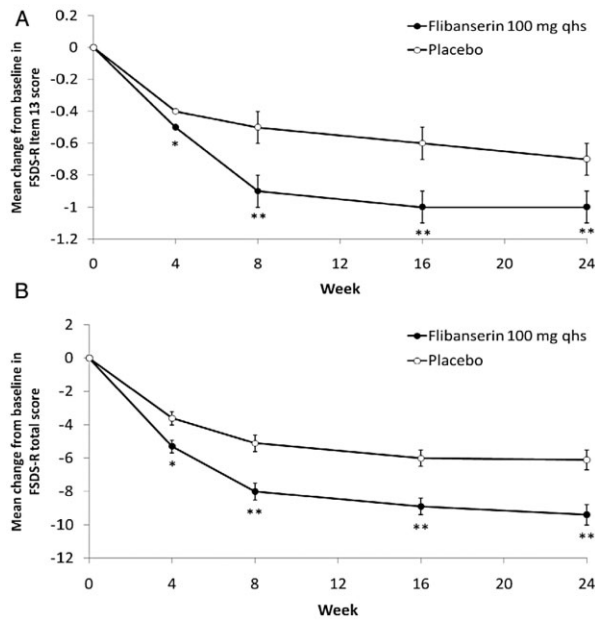 A
0.2
0
-0.2
-0.4
-0.6
-0.8
-1
-1.2
Mean change from baseline in
FSDS-R Item 13 score
Flibanserin 100 mg qhs
Placebo
*
**
**
**
0 4 8 12 16 20 24
Week
B
2
0
-2
-4
-6
-8
-10
-12
Mean change from baseline in
FSDS-R total score
Flibanserin 100 mg qhs
Placebo
*
**
**
**
0 4 8 12 16 20 24
Week